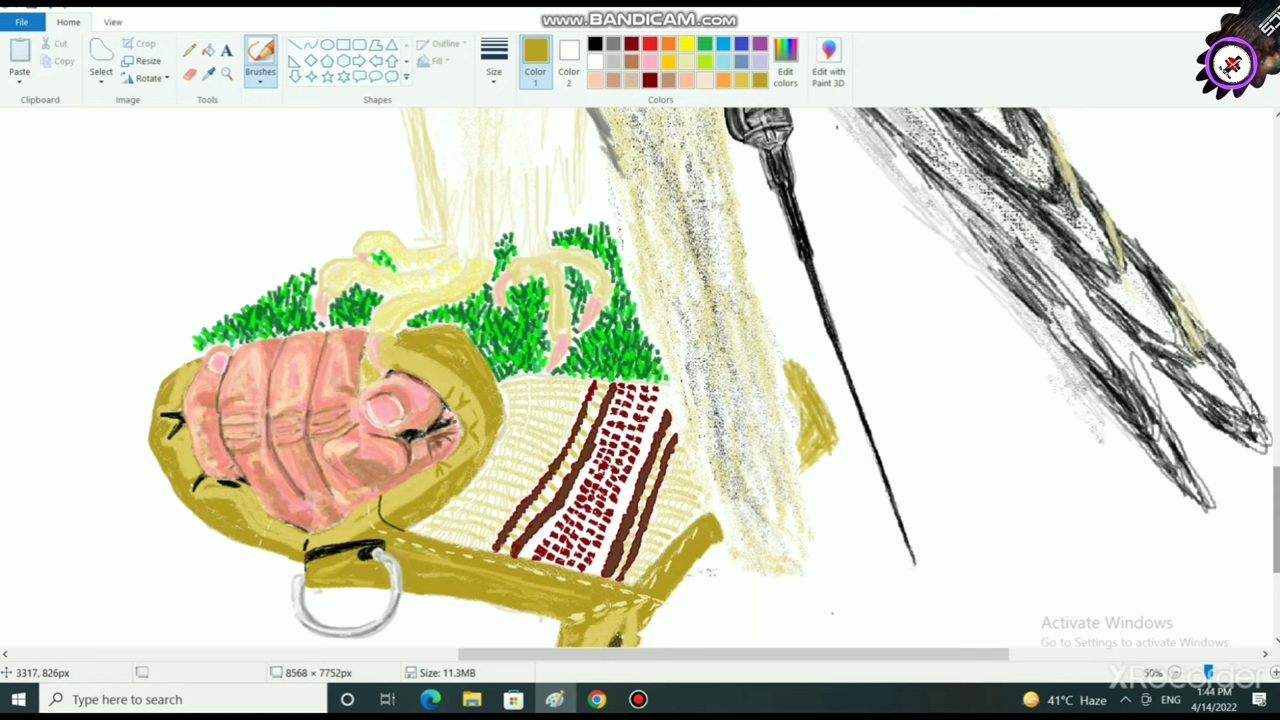 www.BANDICAM.com
File
Home
View
Paste
Cut
Copy
Clipboard
Select
Crop
Resize
Rotate
Image
A
Tools
Brushes
Shapes
Outline
Fill
Size
Color
1
Color
2
Edit
colors
Edit with
Paint 3D
Colors
Activate Windows
Go to Settings to activate Windows.
3317, 826px
8568 × 7752px
Size: 11.3MB
XRecorder
Type here to search
41°C Haze
ENG
1:44 PM
4/14/2022